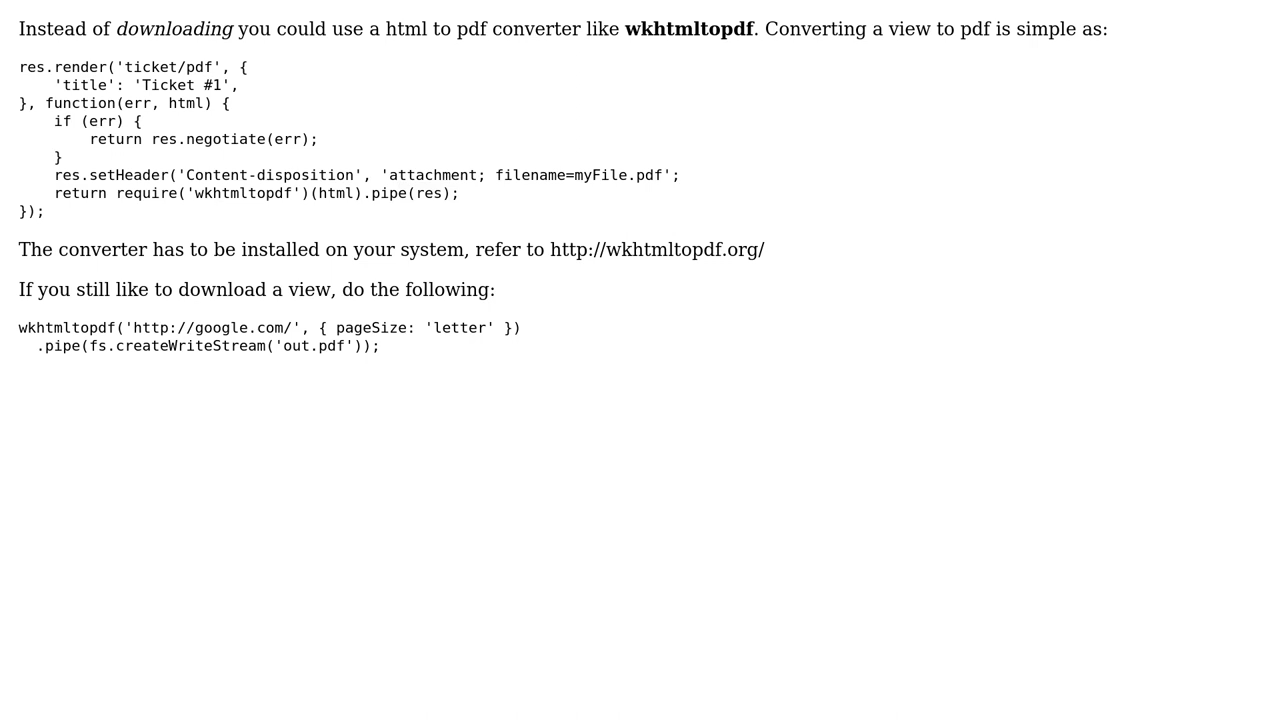 Instead of downloading you could use a html to pdf converter like wkhtmltopdf. Converting a view to pdf is simple as:
res.render('ticket/pdf', {
    'title': 'Ticket #1',
}, function(err, html) {
    if (err) {
        return res.negotiate(err);
    }
    res.setHeader('Content-disposition', 'attachment; filename=myFile.pdf';
    return require('wkhtmltopdf')(html).pipe(res);
});
The converter has to be installed on your system, refer to http://wkhtmltopdf.org/
If you still like to download a view, do the following:
wkhtmltopdf('http://google.com/', { pageSize: 'letter' })
  .pipe(fs.createWriteStream('out.pdf'));